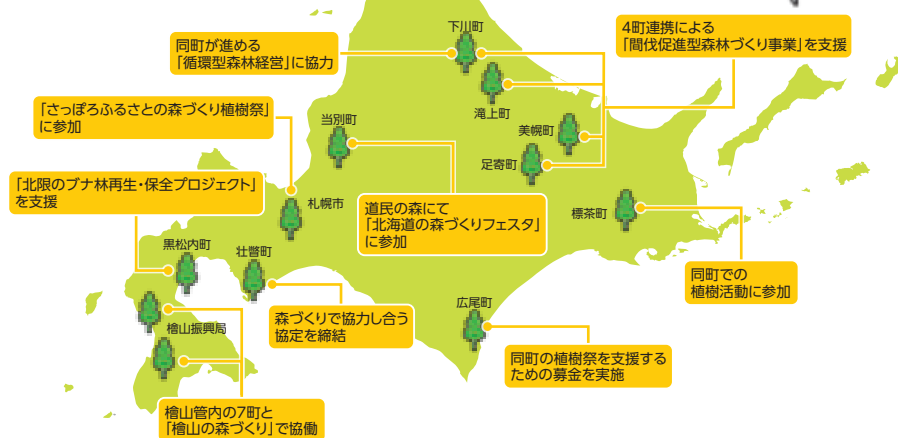 下川町
同町が進める
「循環型森林経営」に協力
4町連携による
「間伐促進型森林づくり事業」を支援
滝上町
「さっぽろふるさとの森づくり植樹祭」
に参加
当別町
美幌町
足寄町
「北限のブナ林再生・保全プロジェクト」
を支援
札幌市
道民の森にて
「北海道の森づくりフェスタ」
に参加
標茶町
黒松内町
壮瞥町
同町での
植樹活動に参加
森づくりで協力し合う
協定を締結
広尾町
檜山振興局
同町の植樹祭を支援する
ための募金を実施
檜山管内の7町と
「檜山の森づくり」で協働